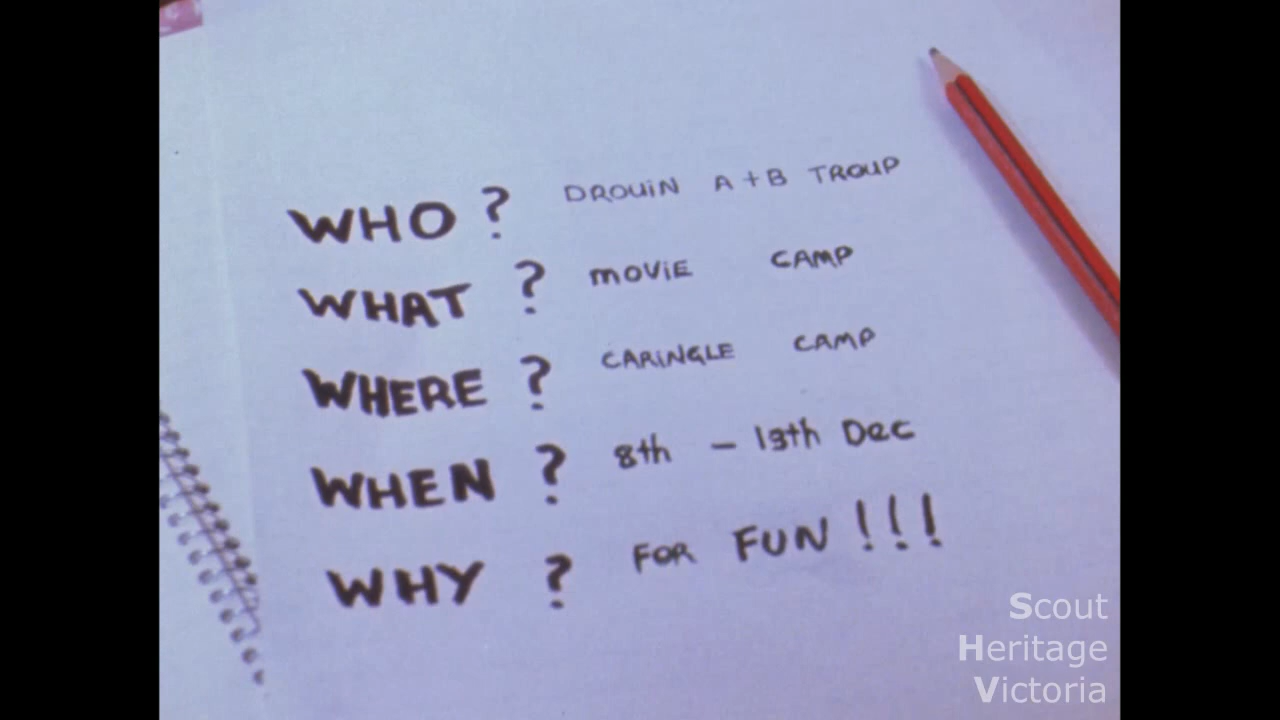 WHO? DROUiN A+B TROUP
WHAT? MOViE CAMP
WHERE? CARiNGLE CAMP
WHEN? 8th - 13th Dec
WHY? FOR FUN!!!
Scout
Heritage
Victoria